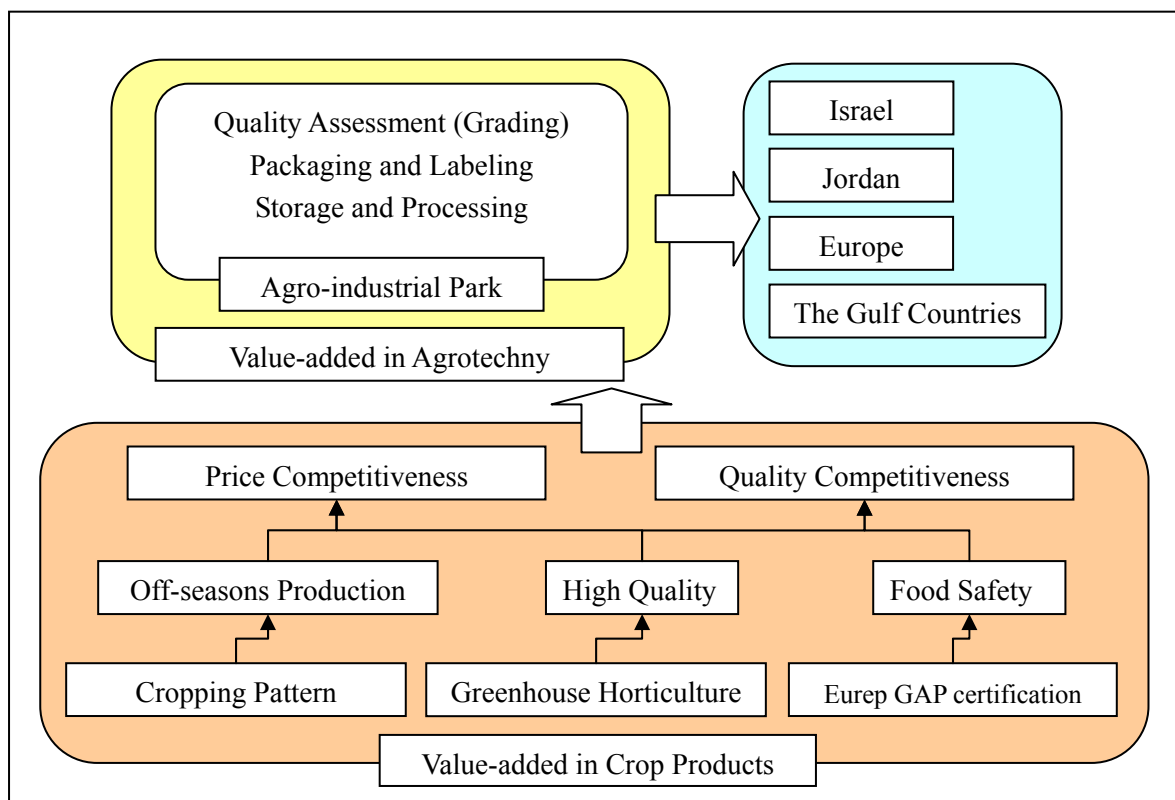 Quality Assessment (Grading)
Packaging and Labeling
Storage and Processing
Agro-industrial Park
Value-added in Agrotechny
Israel
Jordan
Europe
The Gulf Countries
Price Competitiveness
Quality Competitiveness
Off-seasons Production
High Quality
Food Safety
Cropping Pattern
Greenhouse Horticulture
Eurep GAP certification
Value-added in Crop Products